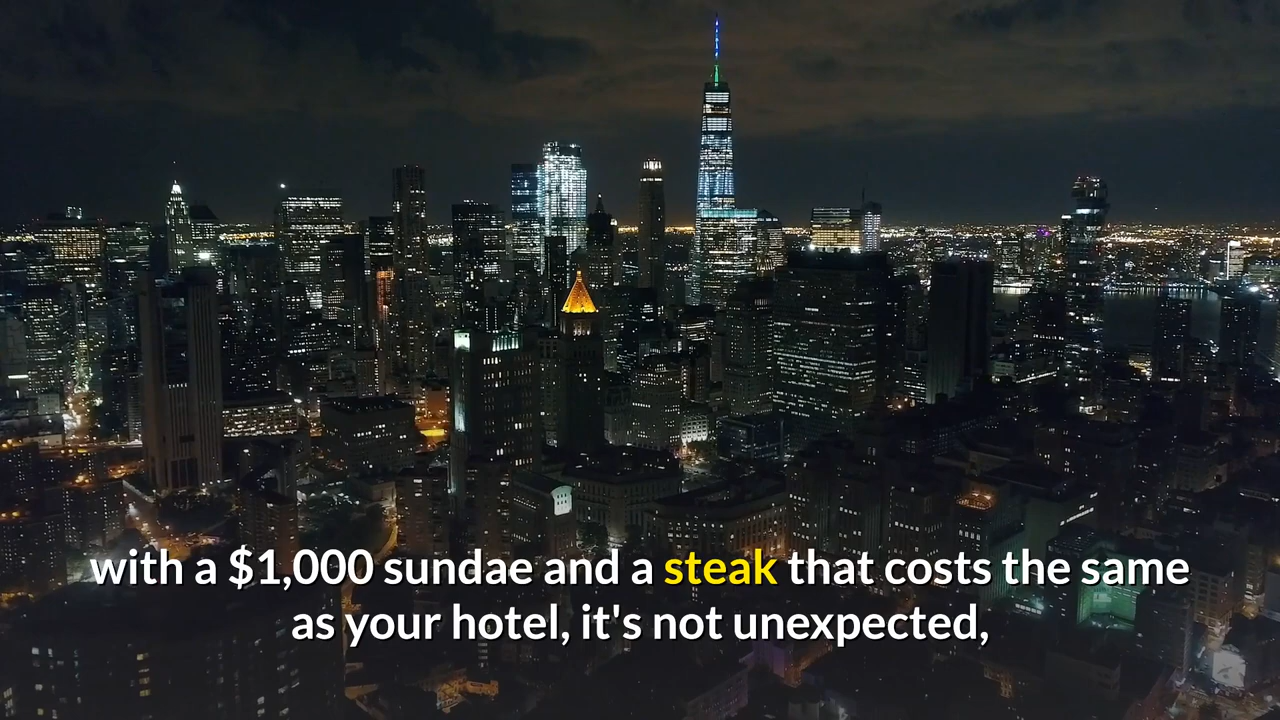 with a $1,000 sundae and a steak that costs the same
as your hotel, it's not unexpected,